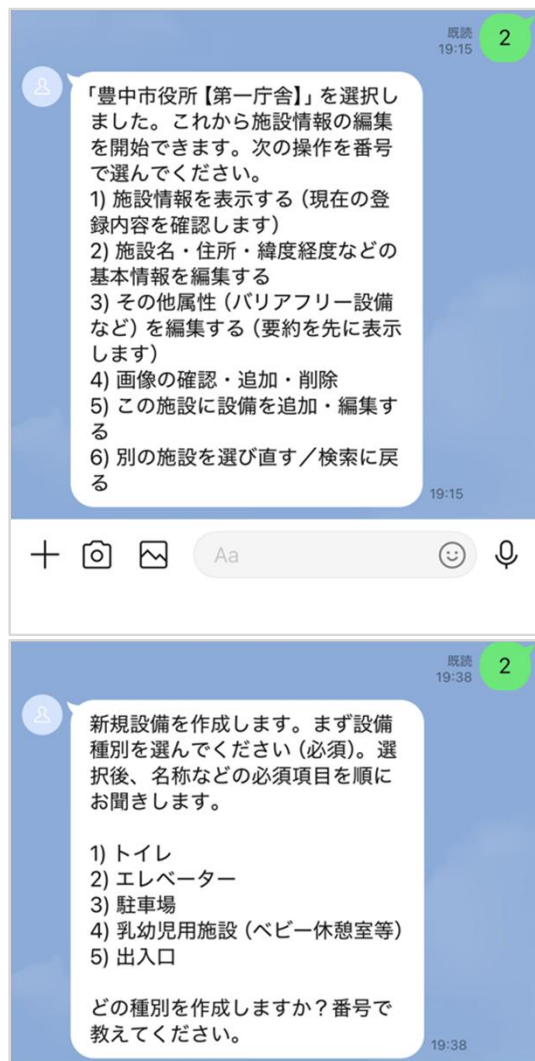 既読
19:15
2
「豊中市役所【第一庁舎】」を選択し
ました。これから施設情報の編集
を開始できます。次の操作を番号
で選んでください。
1) 施設情報を表示する（現在の登
録内容を確認します）
2) 施設名・住所・緯度経度などの
基本情報を編集する
3) その他属性（バリアフリー設備
など）を編集する（要約を先に表示
します）
4) 画像の確認・追加・削除
5) この施設に設備を追加・編集す
る
6) 別の施設を選び直す／検索に戻
る
19:15
Aa
既読
19:38
2
新規設備を作成します。まず設備
種別を選んでください（必須）。選
択後、名称などの必須項目を順に
お聞きします。
1) トイレ
2) エレベーター
3) 駐車場
4) 乳幼児用施設（ベビー休憩室等）
5) 出入口
どの種別を作成しますか？番号で
教えてください。
19:38